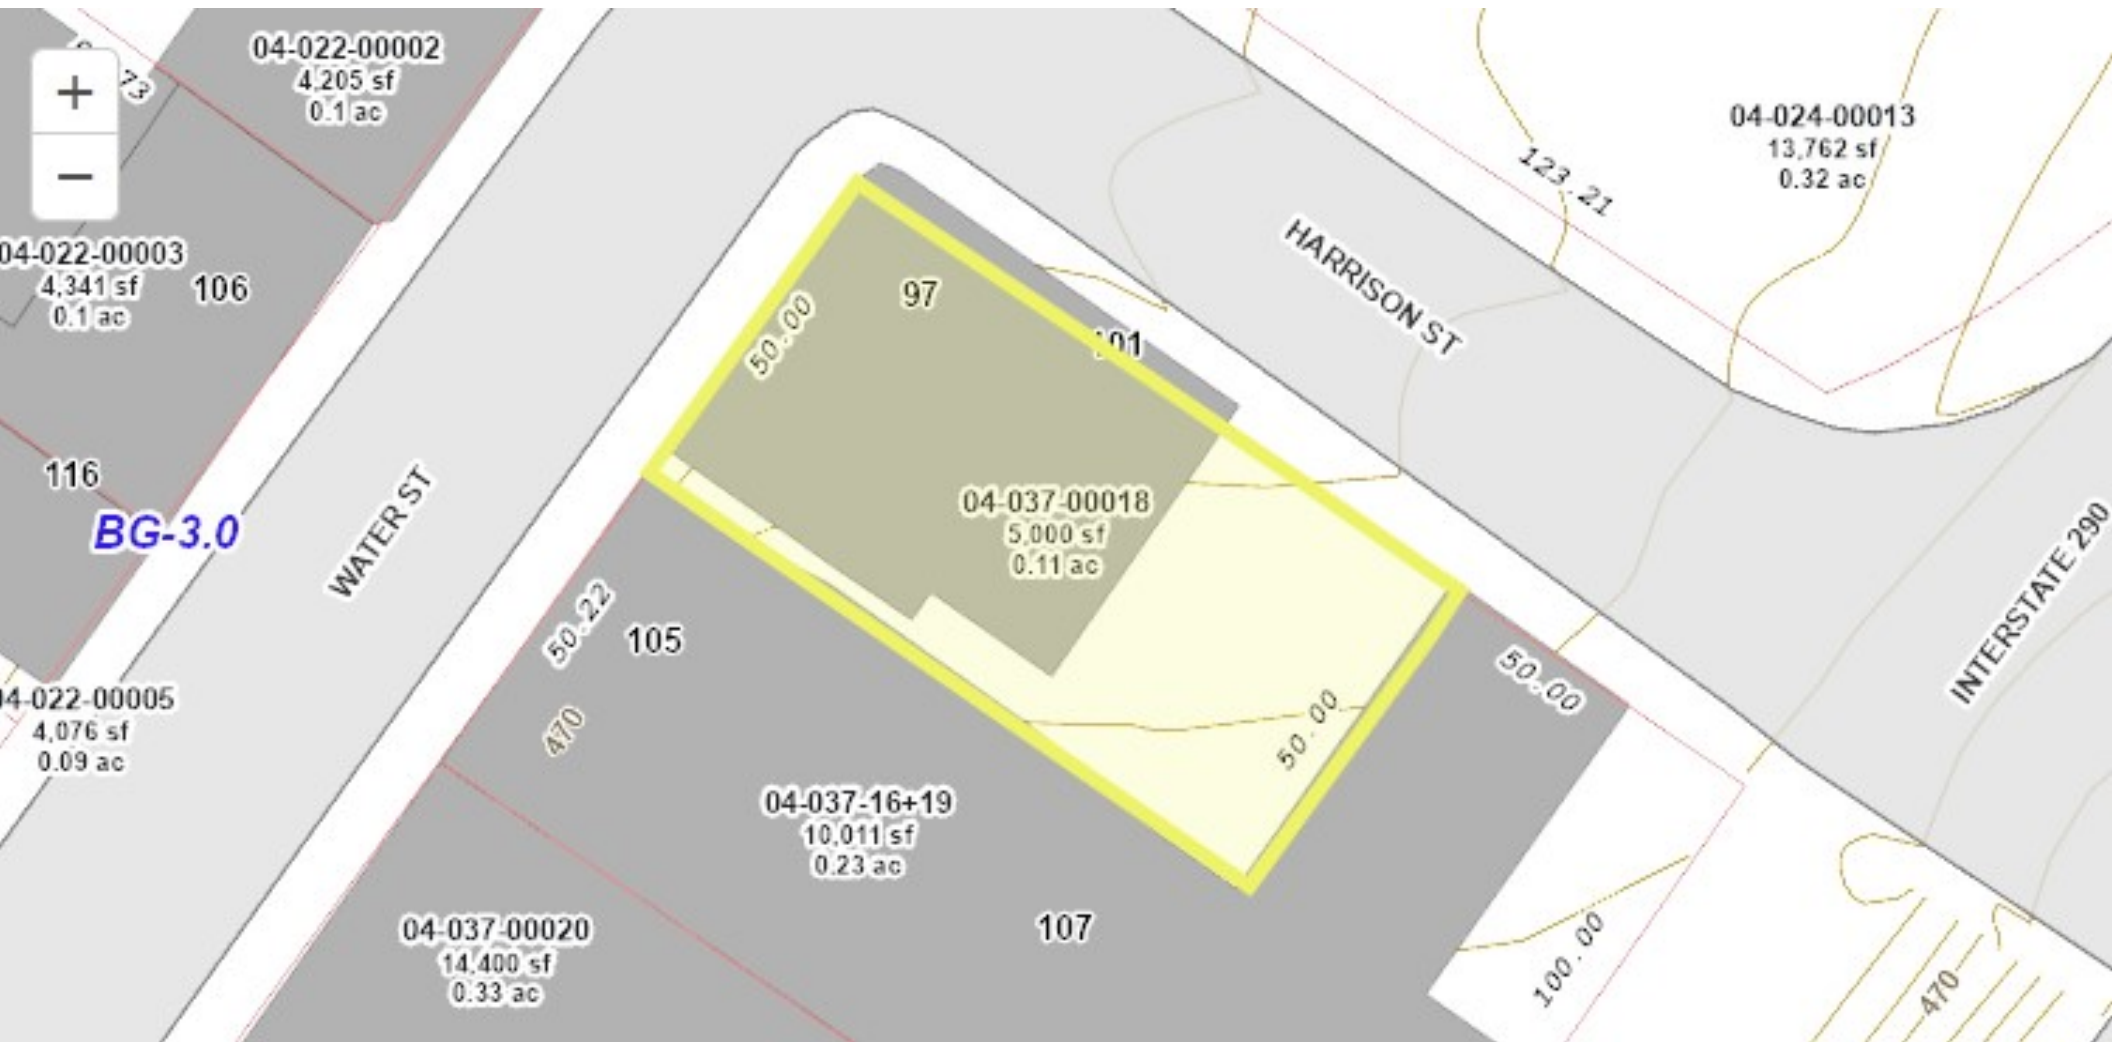 04-022-00002
4,205 sf
0.1 ac
73
+
−
04-024-00013
13,762 sf
0.32 ac
123.21
HARRISON ST
04-022-00003
4,341 sf
0.1 ac
106
97
50.00
101
116
BG-3.0
WATER ST
04-037-00018
5,000 sf
0.11 ac
INTERSTATE 290
50.22
105
50.00
50.00
470
04-022-00005
4,076 sf
0.09 ac
04-037-16+19
10,011 sf
0.23 ac
107
04-037-00020
14,400 sf
0.33 ac
100.00
470